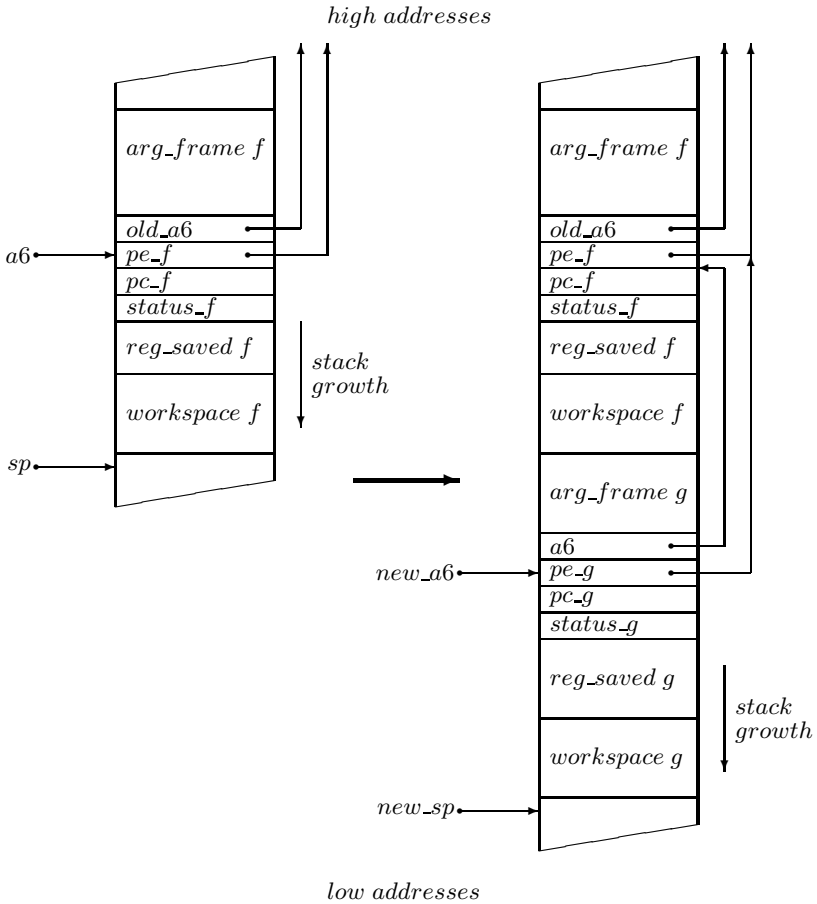 high addresses
arg_frame f
old_a6
a6
pe_f
pc_f
status_f
reg_saved f
stack
growth
workspace f
sp
arg_frame f
old_a6
pe_f
pc_f
status_f
reg_saved f
workspace f
arg_frame g
a6
new_a6
pe_g
pc_g
status_g
reg_saved g
stack
growth
workspace g
new_sp
low addresses